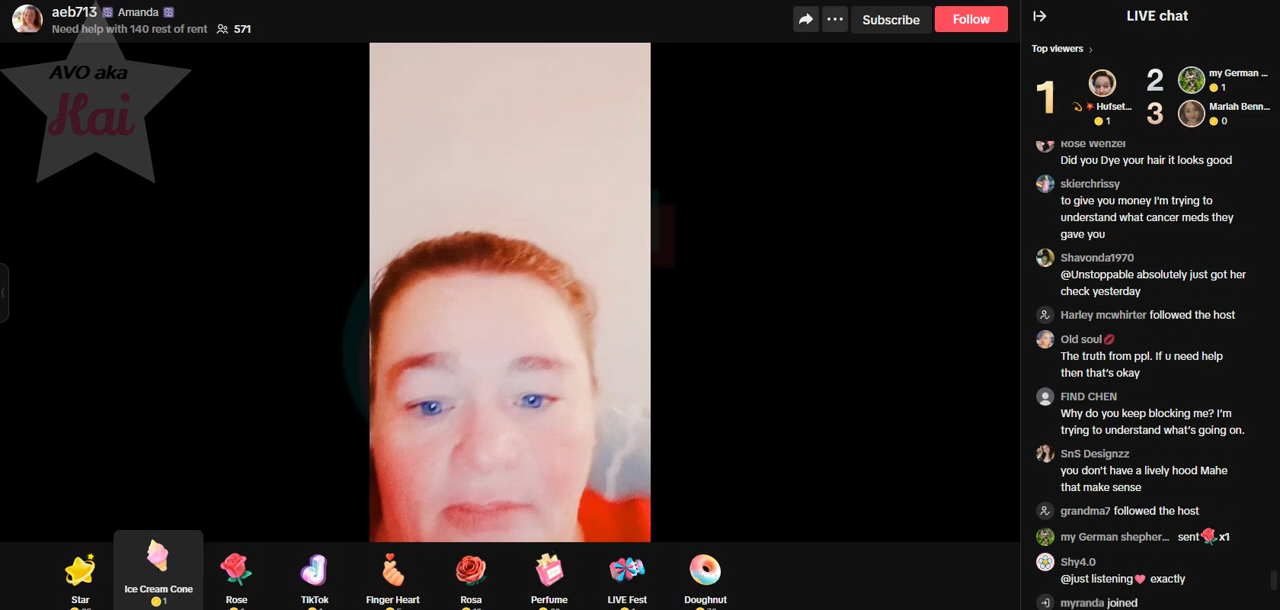 aeb713 Amanda
Need help with 140 rest of rent 571
Subscribe
Follow
AVO aka
Kai
Star
Ice Cream Cone
1
Rose
TikTok
Finger Heart
Rosa
Perfume
LIVE Fest
Doughnut
LIVE chat
Top viewers
1
Hufset...
1
2
my German ...
1
3
Mariah Benn...
0
Rose Wenzel
Did you Dye your hair it looks good
skierchrissy
to give you money I'm trying to
understand what cancer meds they
gave you
Shavonda1970
@Unstoppable absolutely just got her
check yesterday
Harley mcwhirter followed the host
Old soul💋
The truth from ppl. If u need help
then that's okay
FIND CHEN
Why do you keep blocking me? I'm
trying to understand what's going on.
SnS Designzz
you don't have a lively hood Mahe
that make sense
grandma7 followed the host
my German shepher... sent x1
Shy4.0
@just listening💗 exactly
myranda joined